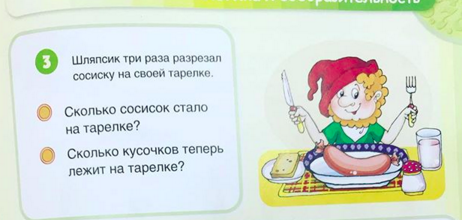 3
Шляпсик три раза разрезал
сосиску на своей тарелке.
Сколько сосисок стало
на тарелке?
Сколько кусочков теперь
лежит на тарелке?